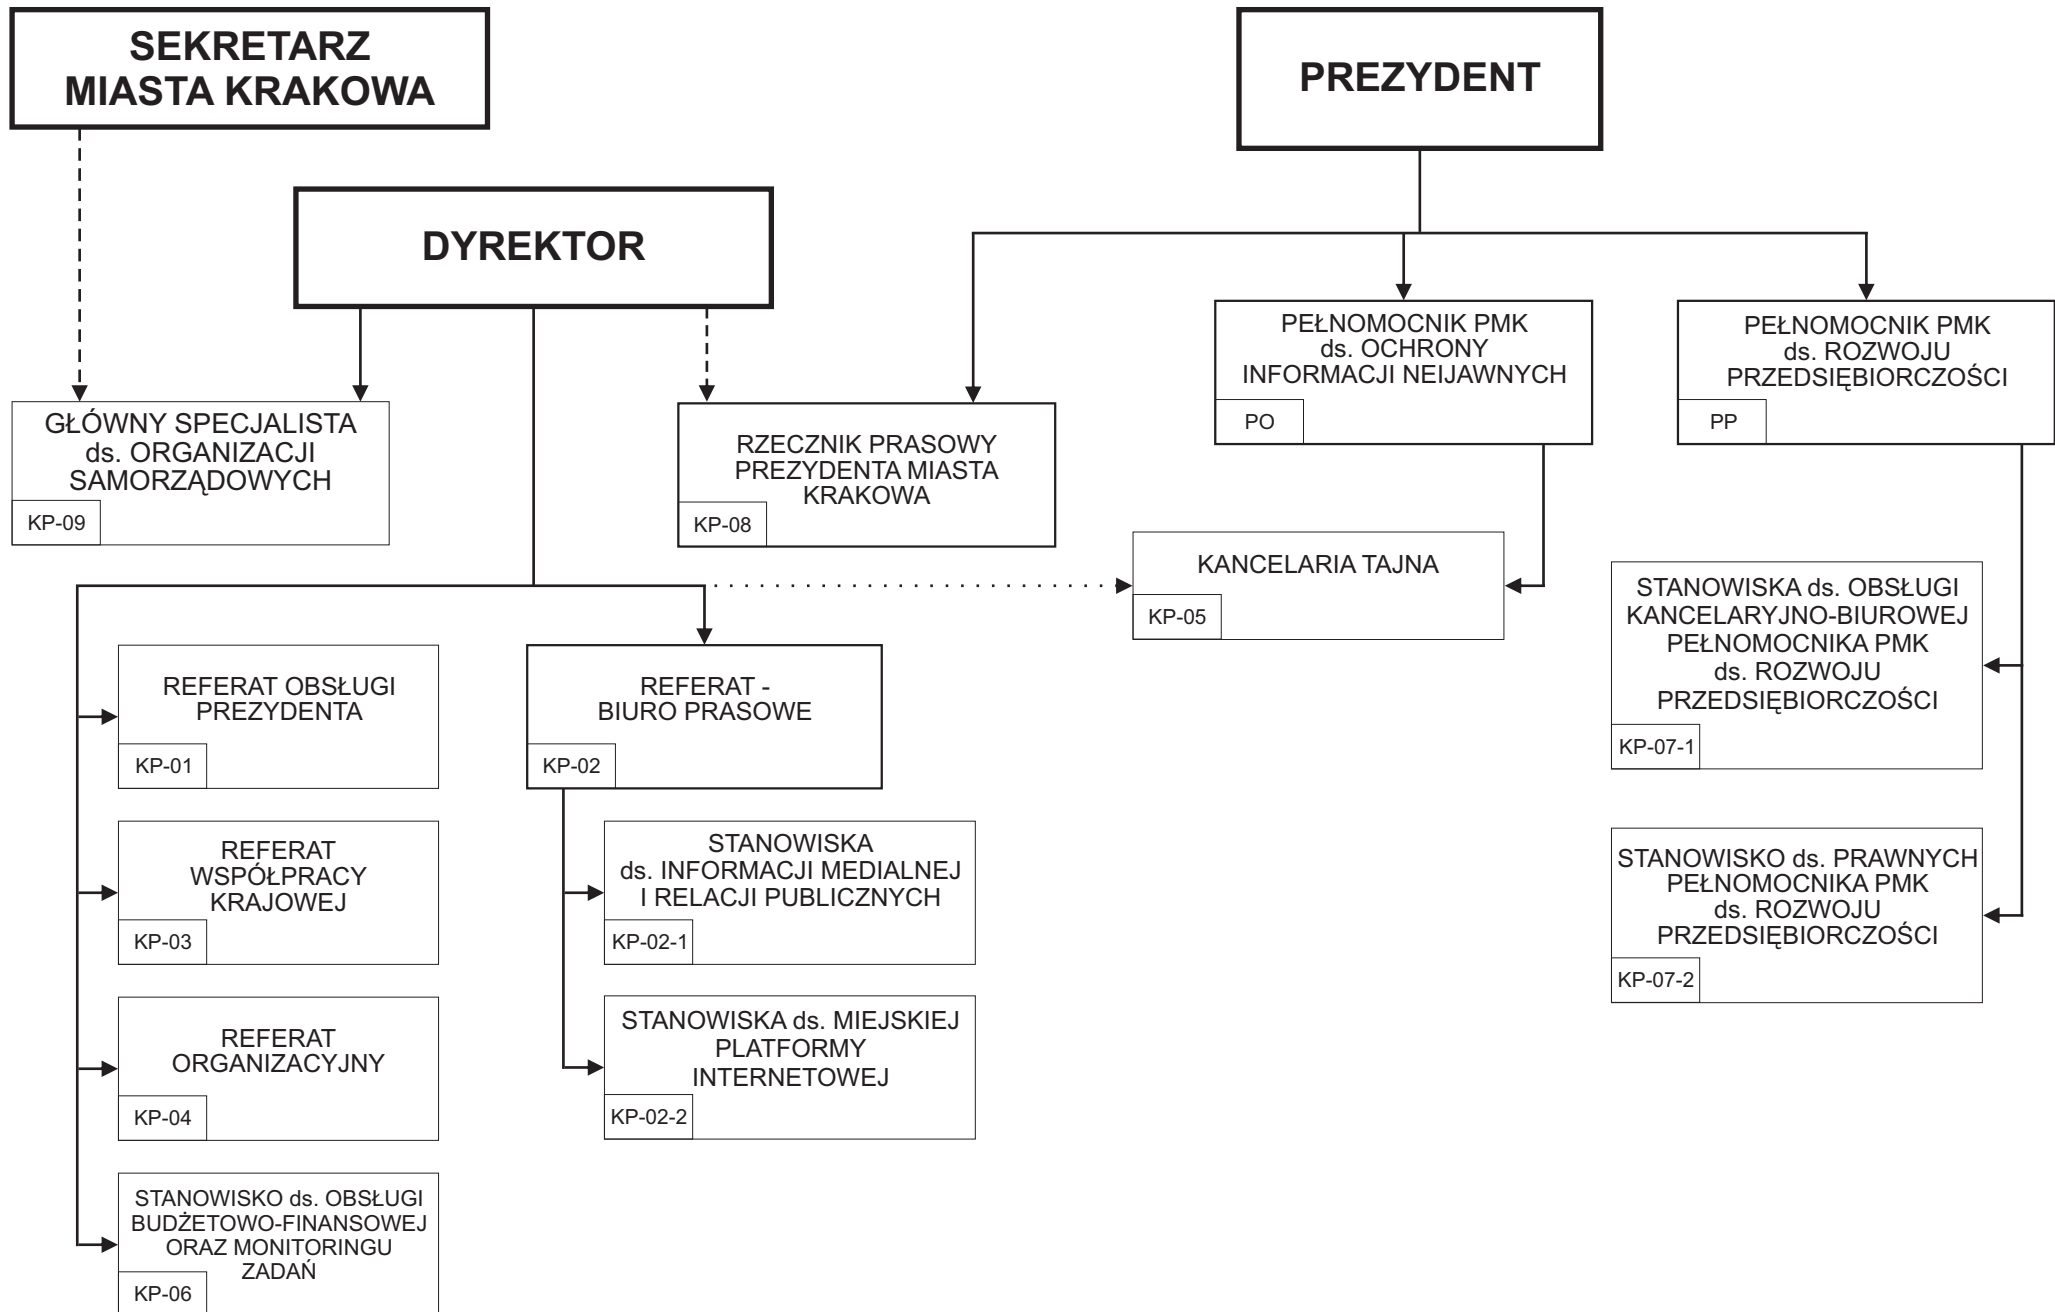 SEKRETARZ
MIASTA KRAKOWA
PREZYDENT
DYREKTOR
GŁÓWNY SPECJALISTA
ds. ORGANIZACJI
SAMORZĄDOWYCH
KP-09
RZECZNIK PRASOWY
PREZYDENTA MIASTA
KRAKOWA
KP-08
PEŁNOMOCNIK PMK
ds. OCHRONY
INFORMACJI NEIJAWNYCH
PO
PEŁNOMOCNIK PMK
ds. ROZWOJU
PRZEDSIĘBIORCZOŚCI
PP
KANCELARIA TAJNA
KP-05
STANOWISKA ds. OBSŁUGI
KANCELARYJNO-BIUROWEJ
PEŁNOMOCNIKA PMK
ds. ROZWOJU
PRZEDSIĘBIORCZOŚCI
KP-07-1
STANOWISKO ds. PRAWNYCH
PEŁNOMOCNIKA PMK
ds. ROZWOJU
PRZEDSIĘBIORCZOŚCI
KP-07-2
REFERAT OBSŁUGI
PREZYDENTA
KP-01
REFERAT -
BIURO PRASOWE
KP-02
REFERAT
WSPÓŁPRACY
KRAJOWEJ
KP-03
STANOWISKA
ds. INFORMACJI MEDIALNEJ
I RELACJI PUBLICZNYCH
KP-02-1
REFERAT
ORGANIZACYJNY
KP-04
STANOWISKA ds. MIEJSKIEJ
PLATFORMY
INTERNETOWEJ
KP-02-2
STANOWISKO ds. OBSŁUGI
BUDŻETOWO-FINANSOWEJ
ORAZ MONITORINGU
ZADAŃ
KP-06